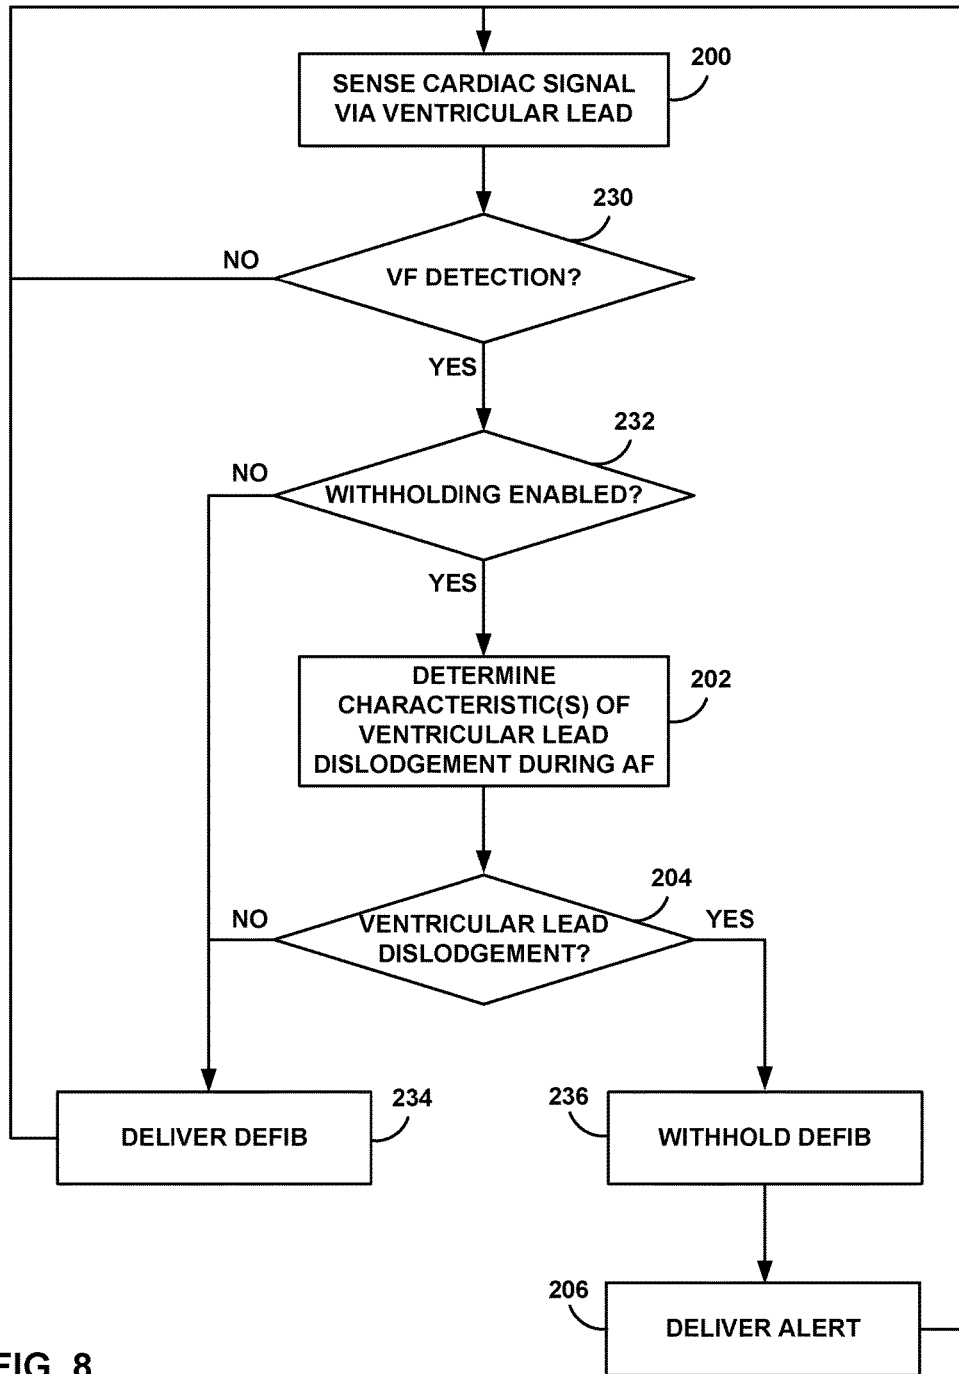 200
SENSE CARDIAC SIGNAL
VIA VENTRICULAR LEAD
230
NO
VF DETECTION?
YES
232
NO
WITHHOLDING ENABLED?
YES
DETERMINE
CHARACTERISTIC(S) OF
VENTRICULAR LEAD
DISLODGEMENT DURING AF
202
204
NO
VENTRICULAR LEAD
DISLODGEMENT?
YES
234
DELIVER DEFIB
236
WITHHOLD DEFIB
206
DELIVER ALERT
FIG. 8